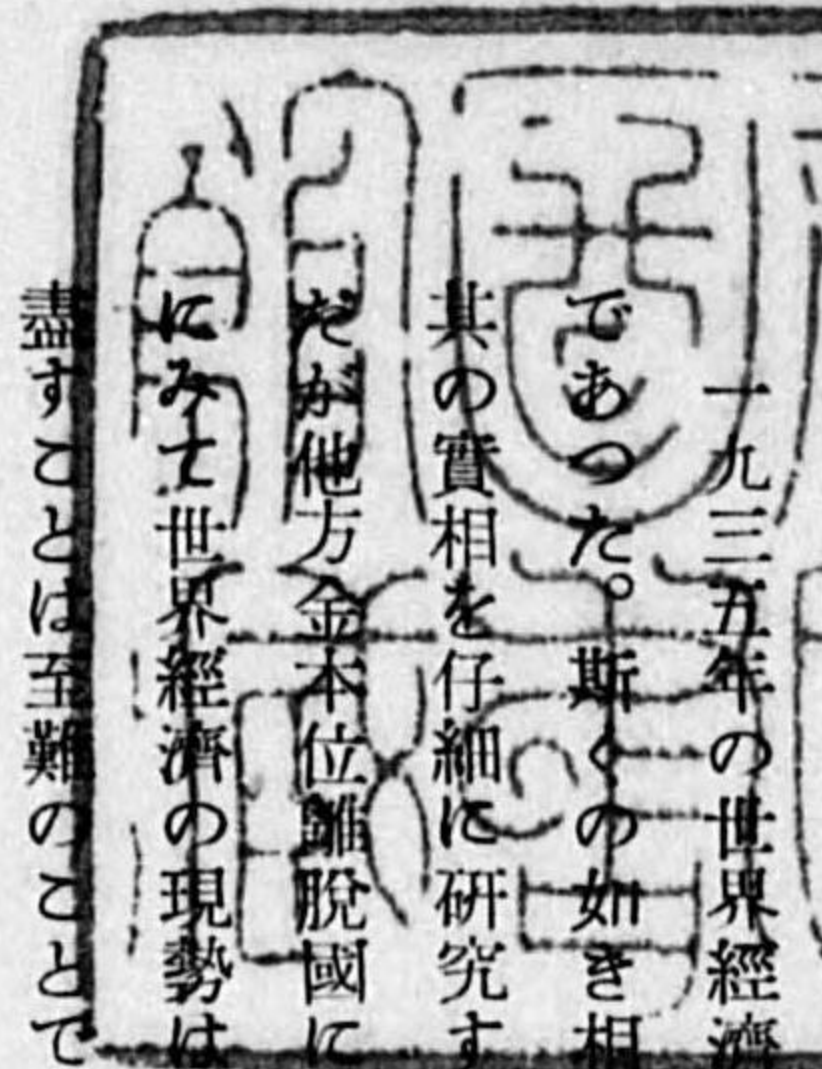 一九三五年の世界經濟
であつた。斯くの如き相
其の實相を仔細に研究す
だが他方金本位離脫國に
にみて世界經濟の現勢は
盡すことは至難のことで